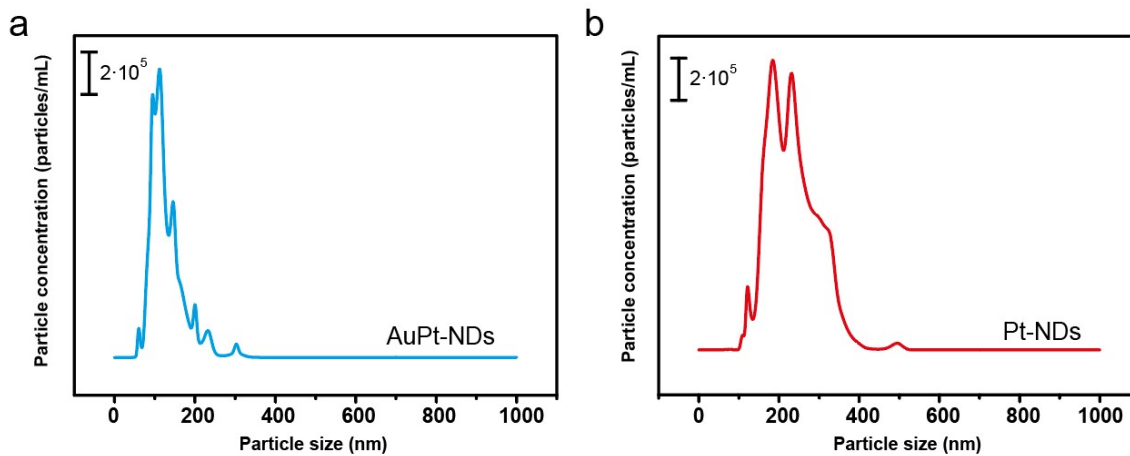 a
Particle concentration (particles/mL)
2·10⁵
AuPt-NDs
0 200 400 600 800 1000
Particle size (nm)
b
Particle concentration (particles/mL)
2·10⁵
Pt-NDs
0 200 400 600 800 1000
Particle size (nm)